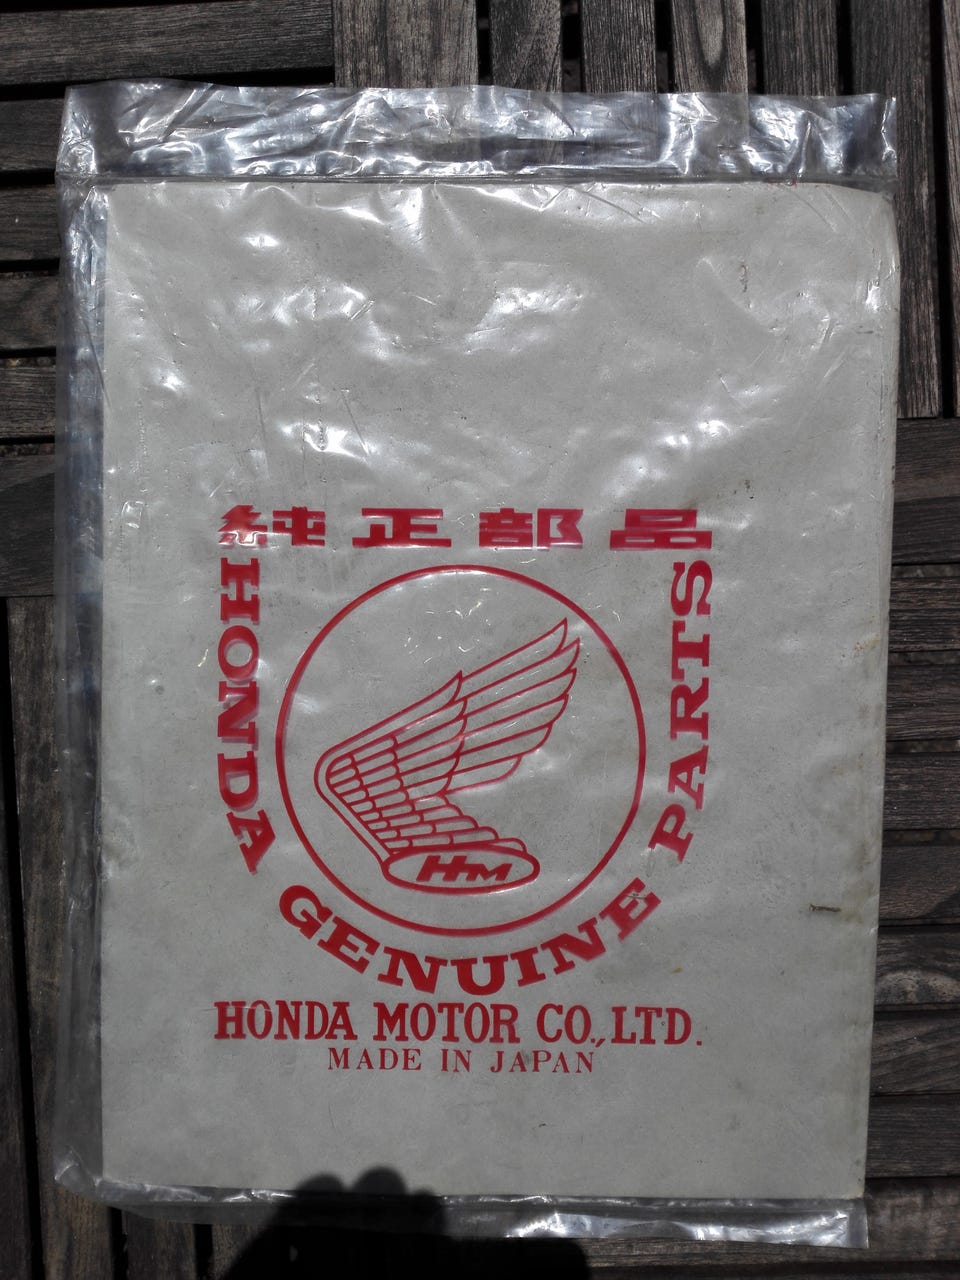 純正部品
HONDA GENUINE PARTS
HM
HONDA MOTOR CO., LTD.
MADE IN JAPAN